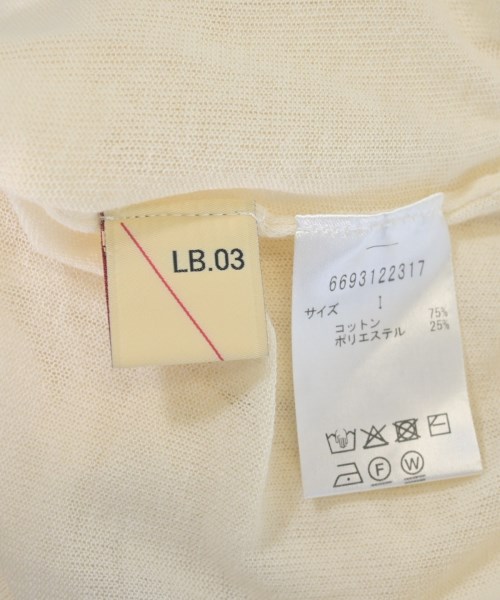 LB.03
6693122317
サイズ I
コットン 75%
ポリエステル 25%
F W